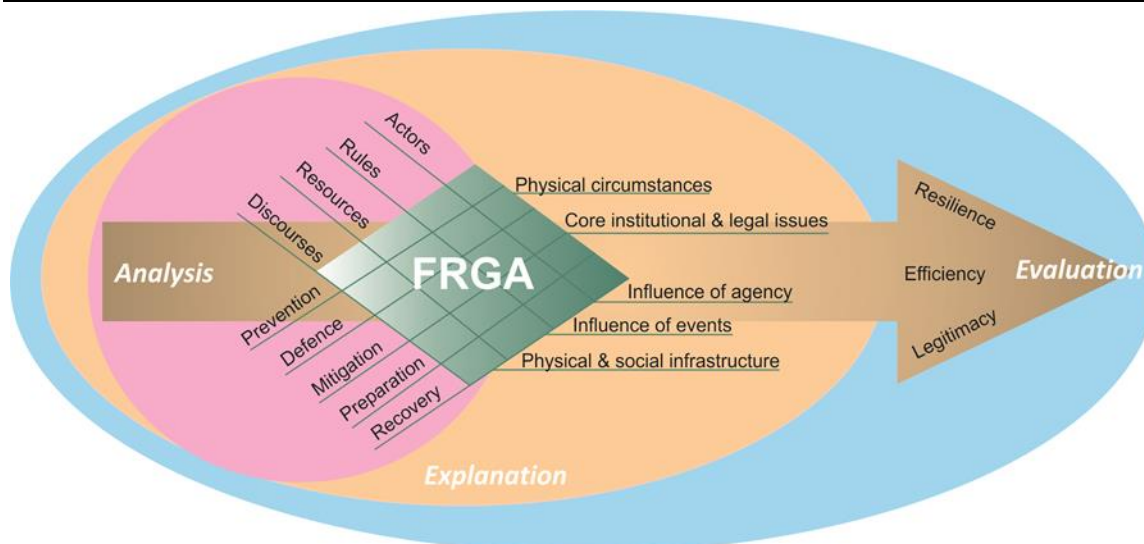 Actors
Rules
Resources
Discourses
Analysis
FRGA
Prevention
Defence
Mitigation
Preparation
Recovery
Physical circumstances
Core institutional & legal issues
Influence of agency
Influence of events
Physical & social infrastructure
Explanation
Resilience
Efficiency
Legitimacy
Evaluation